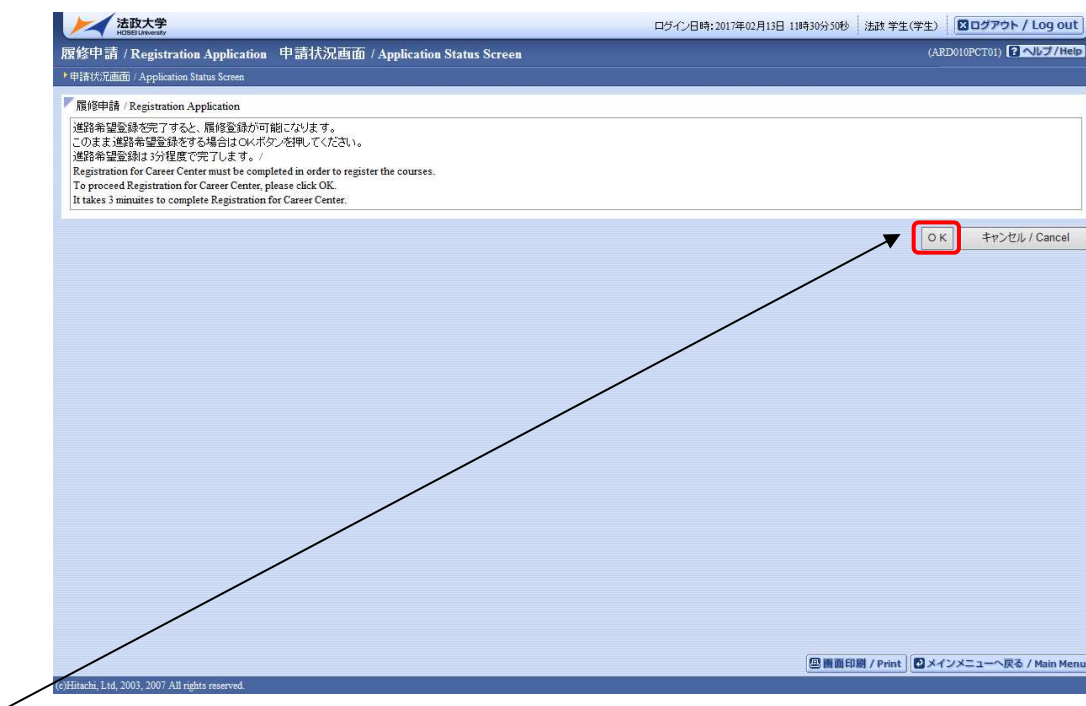 法政大学
HOSEI University
ログイン日時:2017年02月13日 11時30分50秒
法政 学生(学生)
ログアウト / Log out
履修申請 / Registration Application 申請状況画面 / Application Status Screen
(ARD010PCT01)
? ヘルプ/Help
申請状況画面 / Application Status Screen
履修申請 / Registration Application
進路希望登録を完了すると、履修登録が可能になります。
このまま進路希望登録をする場合はOKボタンを押してください。
進路希望登録は3分程度で完了します。/
Registration for Career Center must be completed in order to register the courses.
To proceed Registration for Career Center, please click OK.
It takes 3 minuites to complete Registration for Career Center.
OK
キャンセル / Cancel
画面印刷 / Print
メインメニューへ戻る / Main Menu
(c)Hitachi, Ltd, 2003, 2007 All rights reserved.